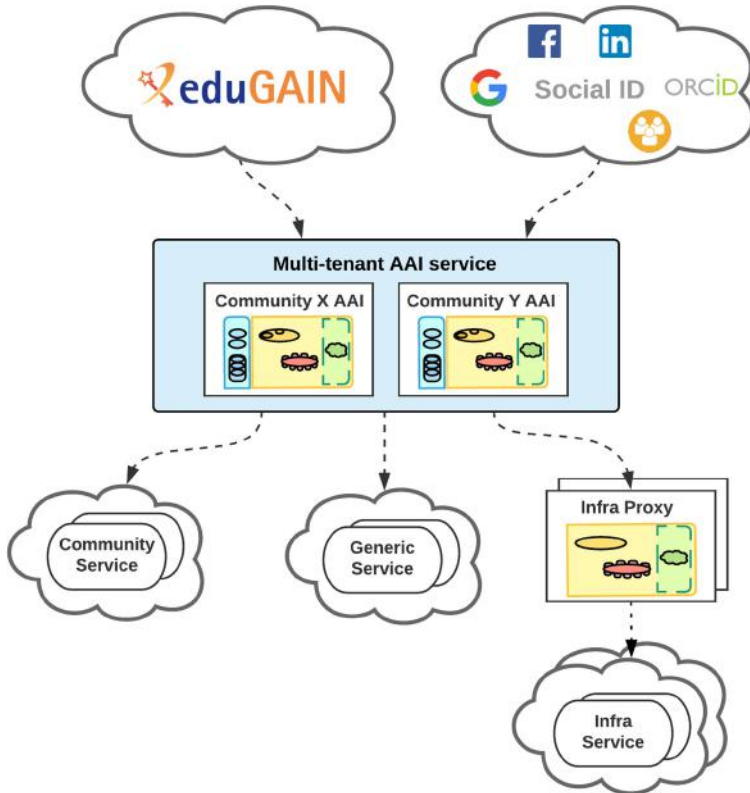 eduGAIN
f
in
G
Social ID
ORCiD
Multi-tenant AAI service
Community X AAI
Community Y AAI
Community
Service
Generic
Service
Infra Proxy
Infra
Service